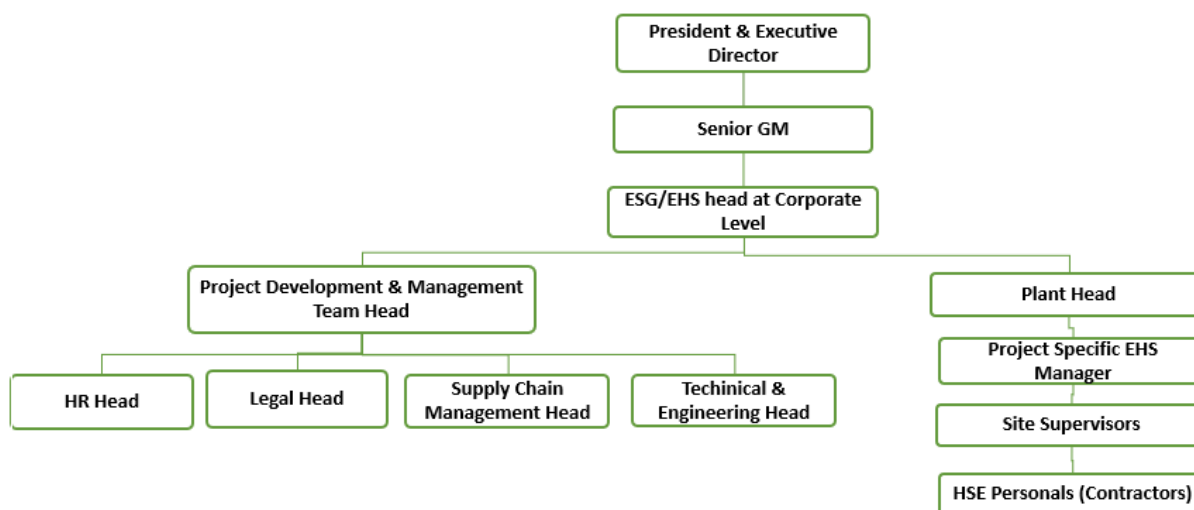 President & Executive
Director
Senior GM
ESG/EHS head at Corporate
Level
Project Development & Management
Team Head
Plant Head
HR Head
Legal Head
Supply Chain
Management Head
Techinical &
Engineering Head
Project Specific EHS
Manager
Site Supervisors
HSE Personals (Contractors)